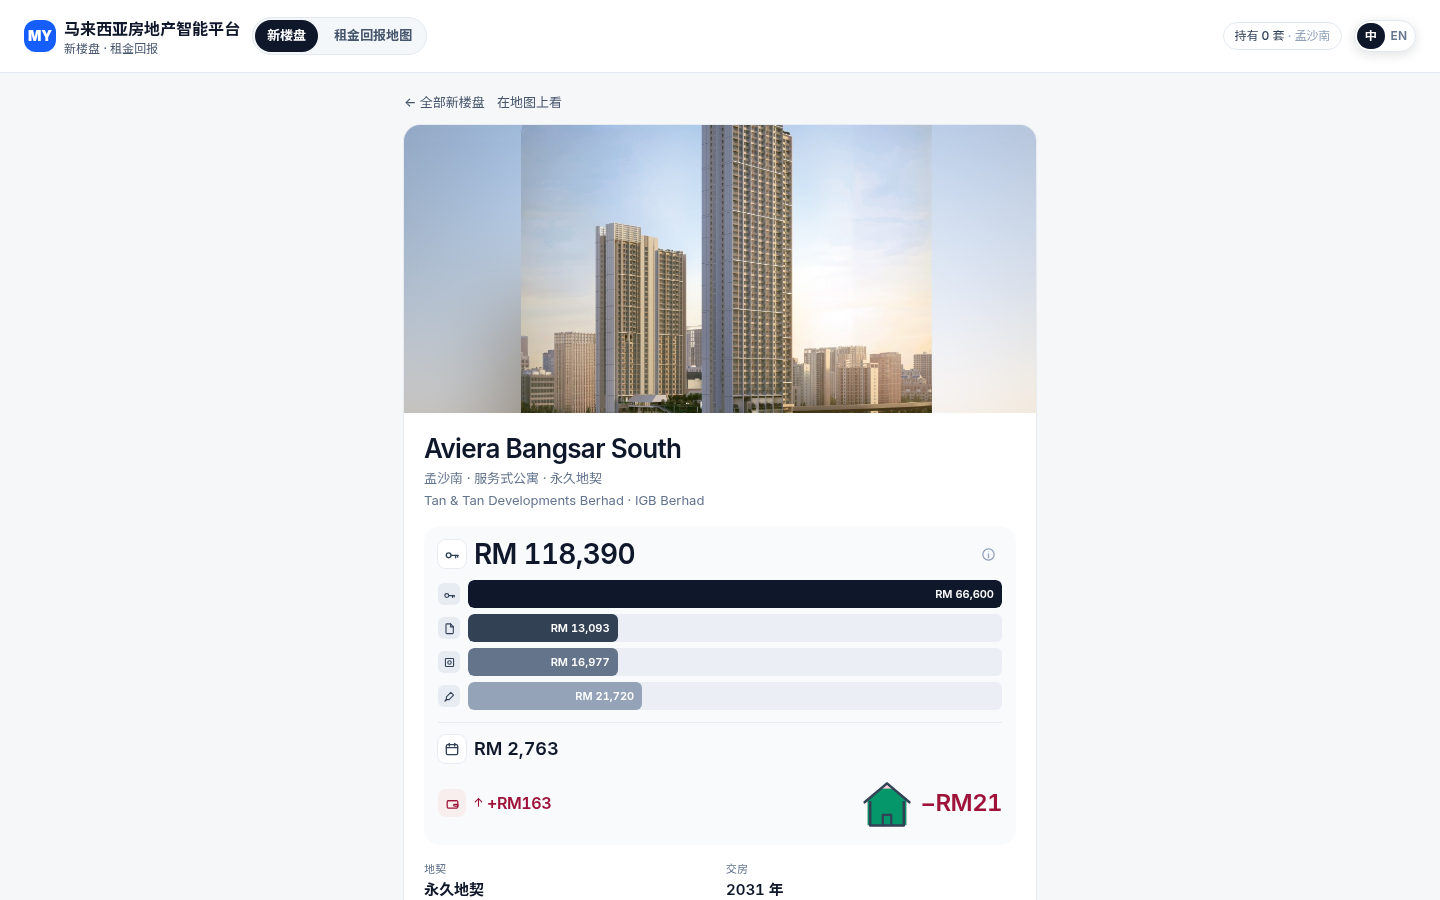 MY
马来西亚房地产智能平台
新楼盘 · 租金回报
新楼盘
租金回报地图
持有 0 套 · 孟沙南
中
EN
← 全部新楼盘
在地图上看
Aviera Bangsar South
孟沙南 · 服务式公寓 · 永久地契
Tan & Tan Developments Berhad · IGB Berhad
RM 118,390
RM 66,600
RM 13,093
RM 16,977
RM 21,720
RM 2,763
↑ +RM163
–RM21
地契
交房
永久地契
2031 年